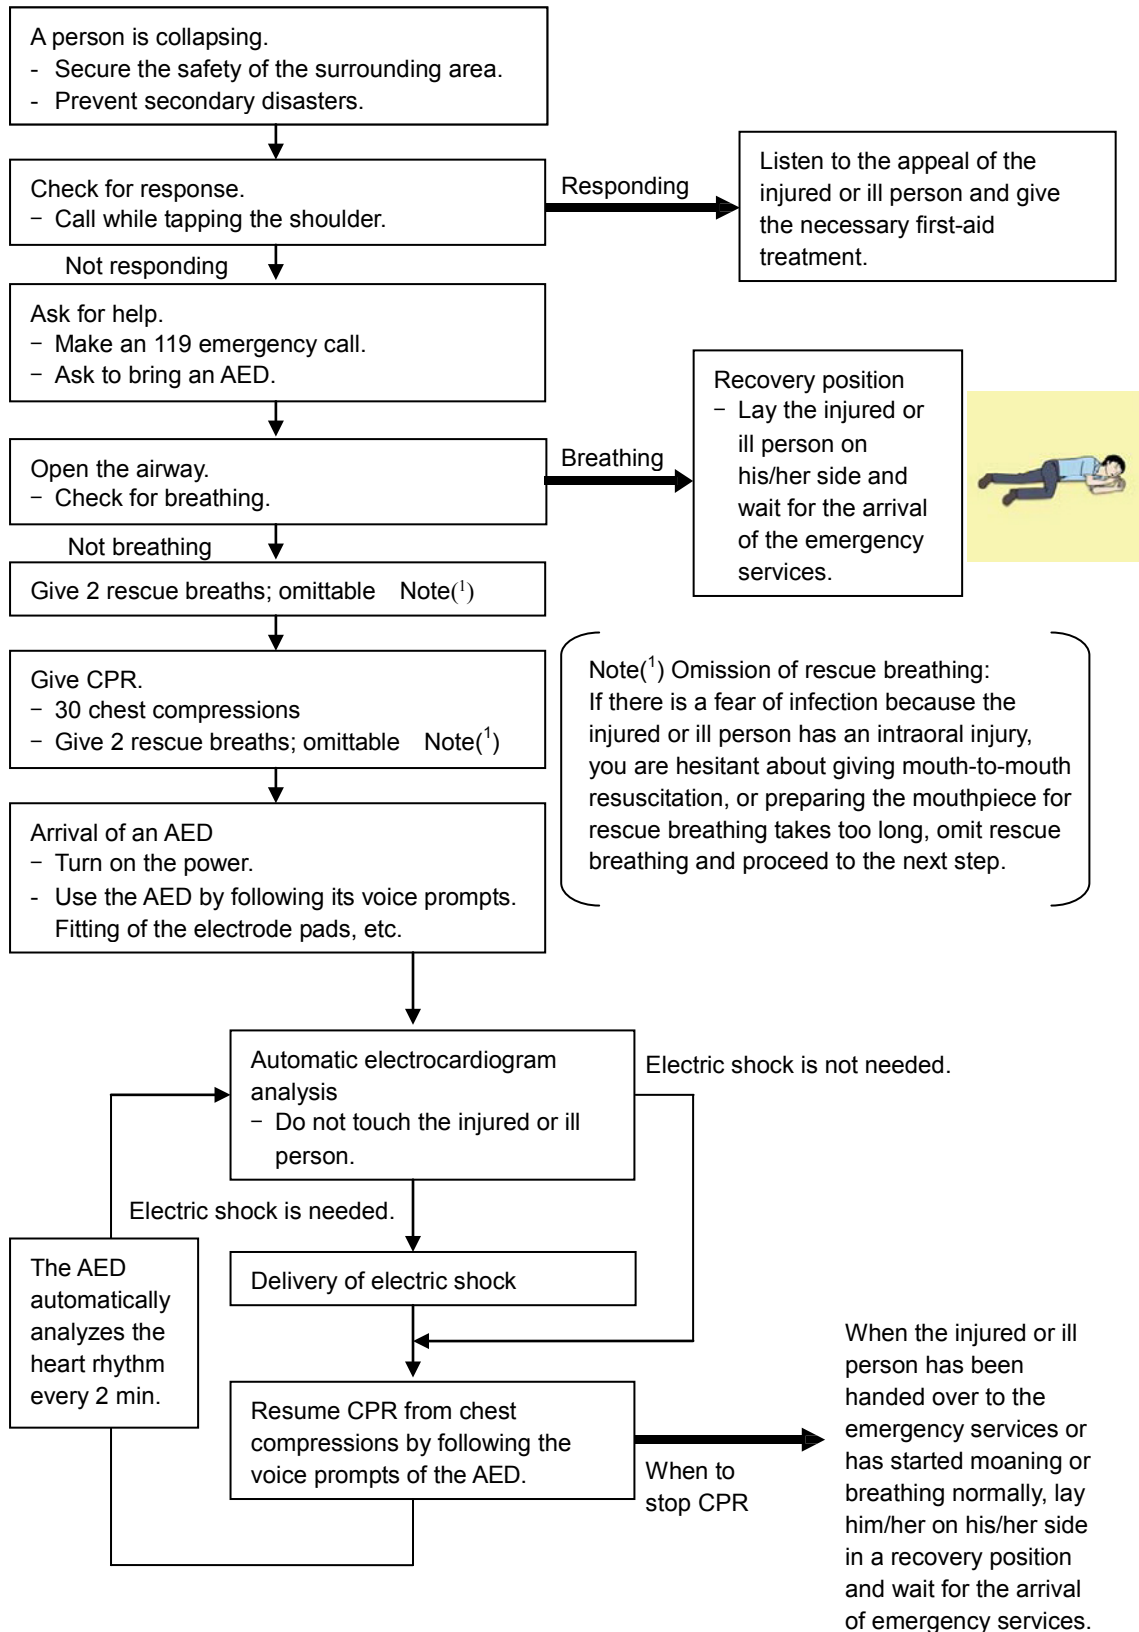 A person is collapsing.
- Secure the safety of the surrounding area.
- Prevent secondary disasters.
Check for response.
− Call while tapping the shoulder.
Responding
Listen to the appeal of the
injured or ill person and give
the necessary first-aid
treatment.
Not responding
Ask for help.
− Make an 119 emergency call.
− Ask to bring an AED.
Open the airway.
− Check for breathing.
Breathing
Recovery position
− Lay the injured or
ill person on
his/her side and
wait for the arrival
of the emergency
services.
Not breathing
Give 2 rescue breaths; omittable Note(¹)
Give CPR.
− 30 chest compressions
− Give 2 rescue breaths; omittable Note(¹)
Note(¹) Omission of rescue breathing:
If there is a fear of infection because the
injured or ill person has an intraoral injury,
you are hesitant about giving mouth-to-mouth
resuscitation, or preparing the mouthpiece for
rescue breathing takes too long, omit rescue
breathing and proceed to the next step.
Arrival of an AED
− Turn on the power.
- Use the AED by following its voice prompts.
Fitting of the electrode pads, etc.
Automatic electrocardiogram
analysis
− Do not touch the injured or ill
person.
Electric shock is not needed.
Electric shock is needed.
Delivery of electric shock
The AED
automatically
analyzes the
heart rhythm
every 2 min.
Resume CPR from chest
compressions by following the
voice prompts of the AED.
When to
stop CPR
When the injured or ill
person has been
handed over to the
emergency services or
has started moaning or
breathing normally, lay
him/her on his/her side
in a recovery position
and wait for the arrival
of emergency services.